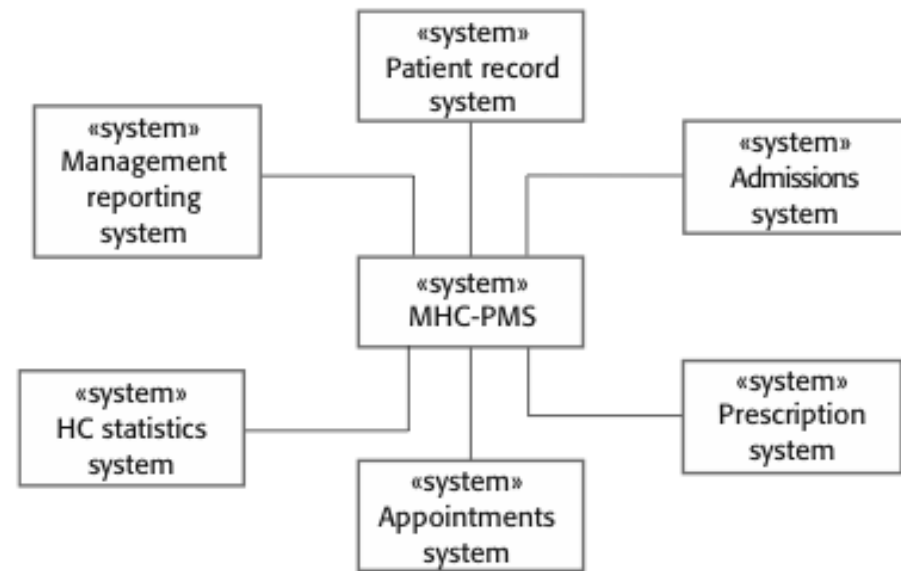 «system»
Patient record
system
«system»
Management
reporting
system
«system»
Admissions
system
«system»
MHC-PMS
«system»
HC statistics
system
«system»
Prescription
system
«system»
Appointments
system